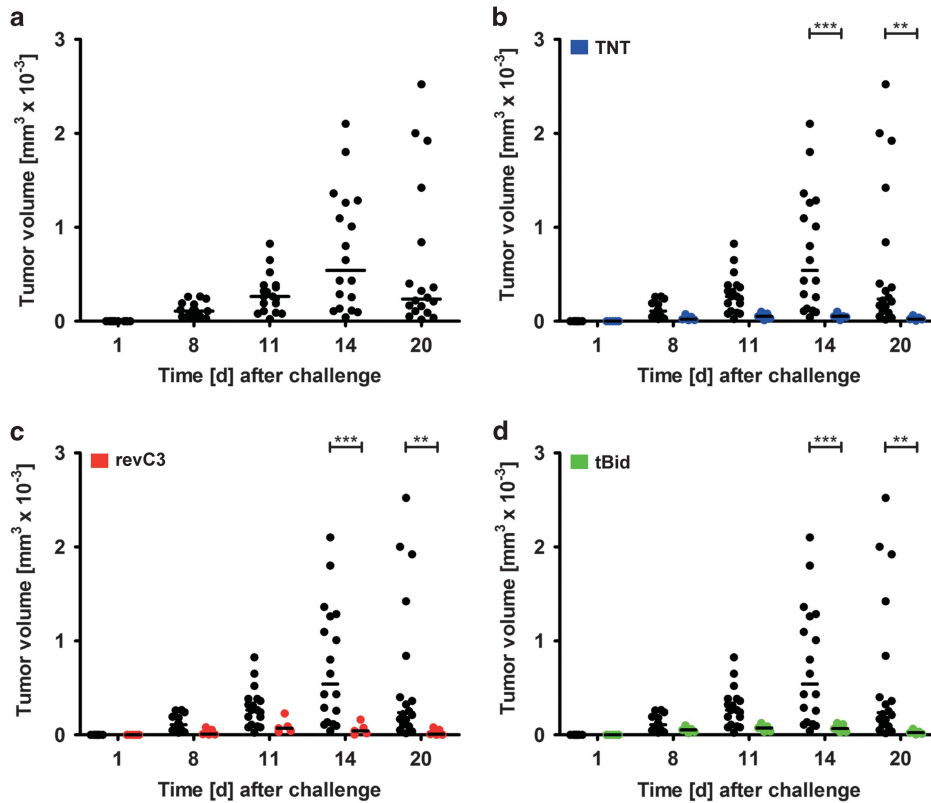 a
3
2
1
0
Tumor volume [mm³ x 10⁻³]
1 8 11 14 20
Time [d] after challenge
b
TNT
*** **
3
2
1
0
Tumor volume [mm³ x 10⁻³]
1 8 11 14 20
Time [d] after challenge
c
revC3
*** **
3
2
1
0
Tumor volume [mm³ x 10⁻³]
1 8 11 14 20
Time [d] after challenge
d
tBid
*** **
3
2
1
0
Tumor volume [mm³ x 10⁻³]
1 8 11 14 20
Time [d] after challenge